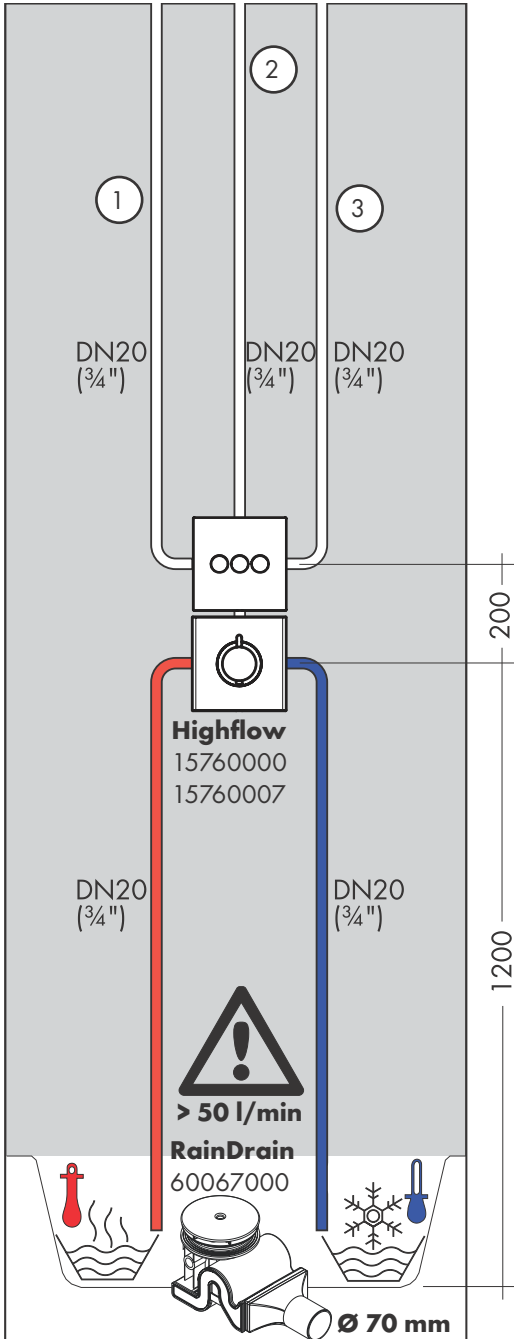 2
1
3
DN20
(¾")
DN20
(¾")
DN20
(¾")
200
Highflow
15760000
15760007
DN20
(¾")
DN20
(¾")
1200
> 50 l/min
RainDrain
60067000
Ø 70 mm